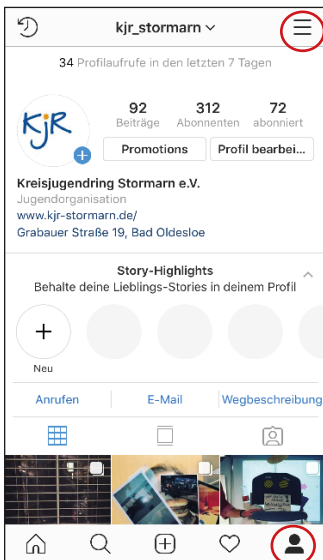 kjr_stormarn
34 Profilaufrufe in den letzten 7 Tagen
KjR
92 312 72
Beiträge Abonnenten abonniert
Promotions Profil bearbei...
Kreisjugendring Stormarn e.V.
Jugendorganisation
www.kjr-stormarn.de/
Grabauer Straße 19, Bad Oldesloe
Story-Highlights
Behalte deine Lieblings-Stories in deinem Profil
Neu
Anrufen E-Mail Wegbeschreibung